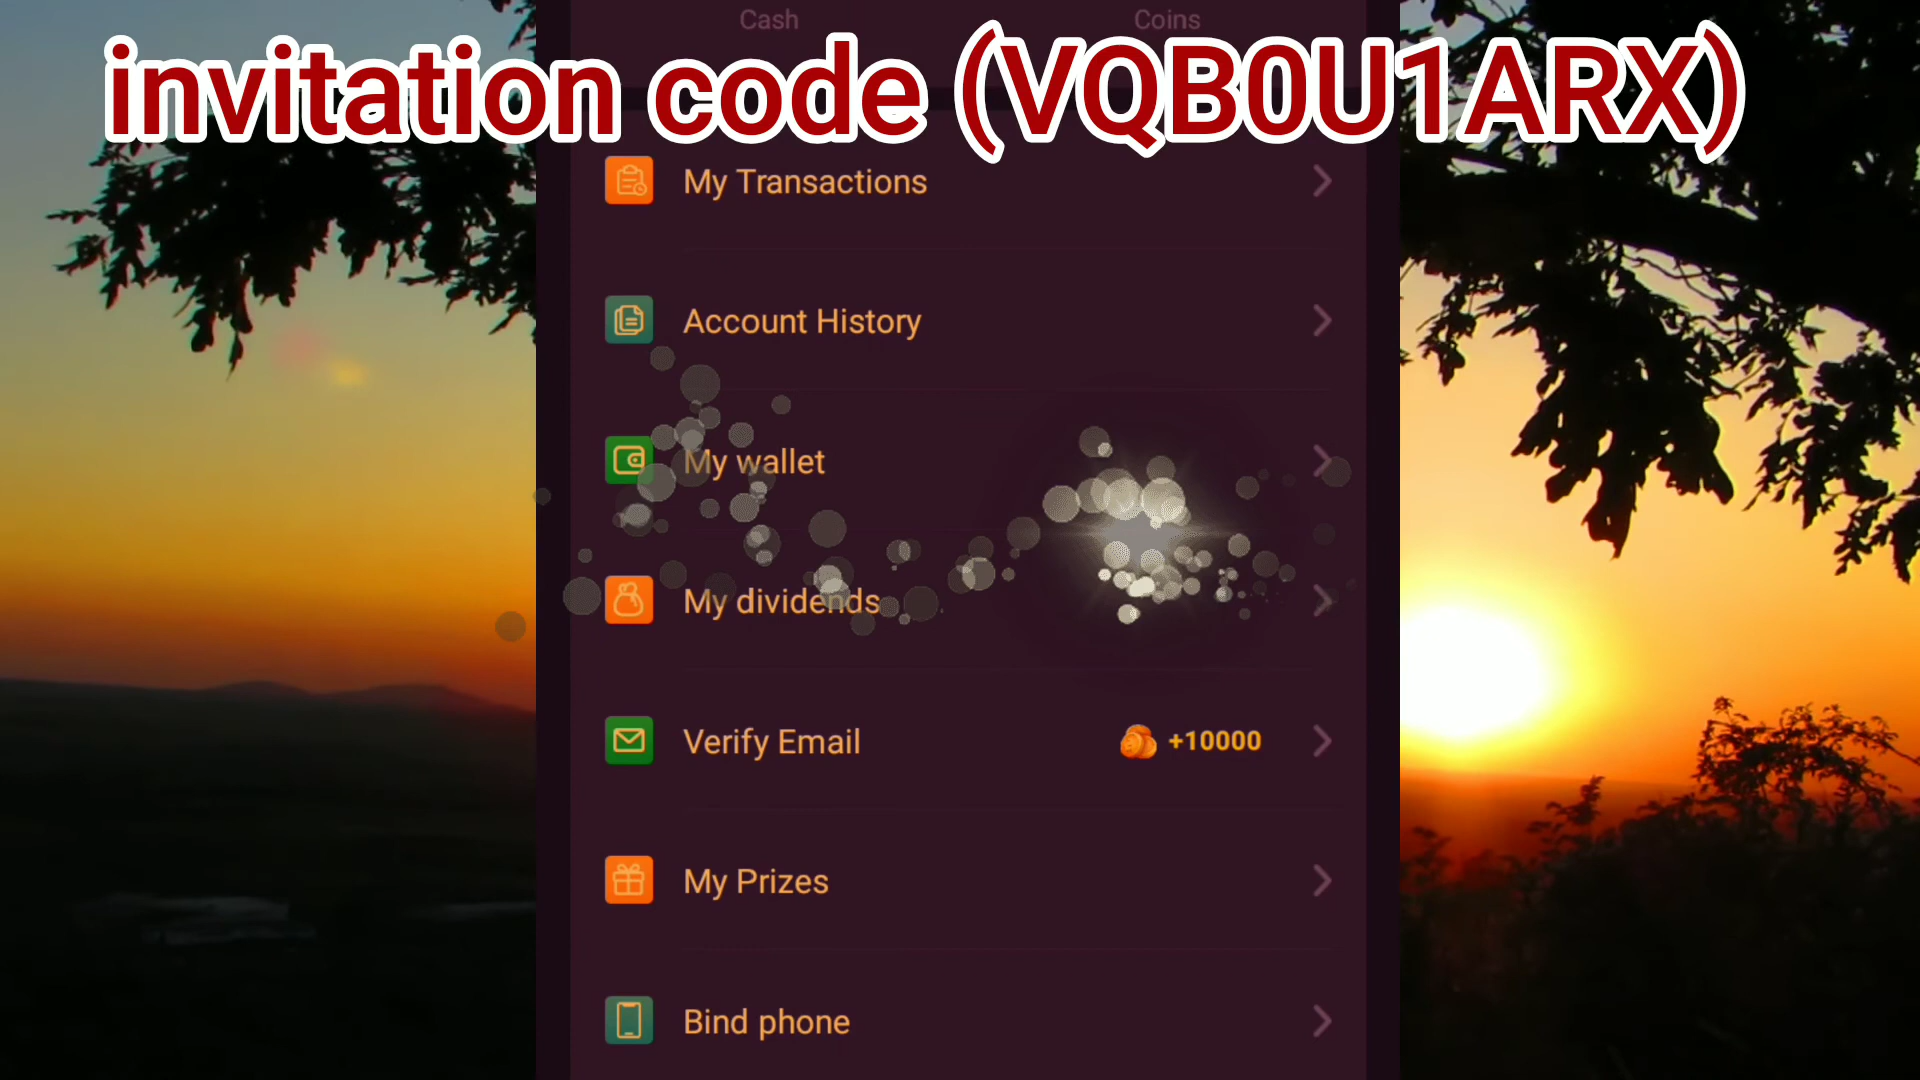 Cash Coins
invitation code (VQB0U1ARX)
My Transactions
Account History
My wallet
My dividends
Verify Email +10000
My Prizes
Bind phone